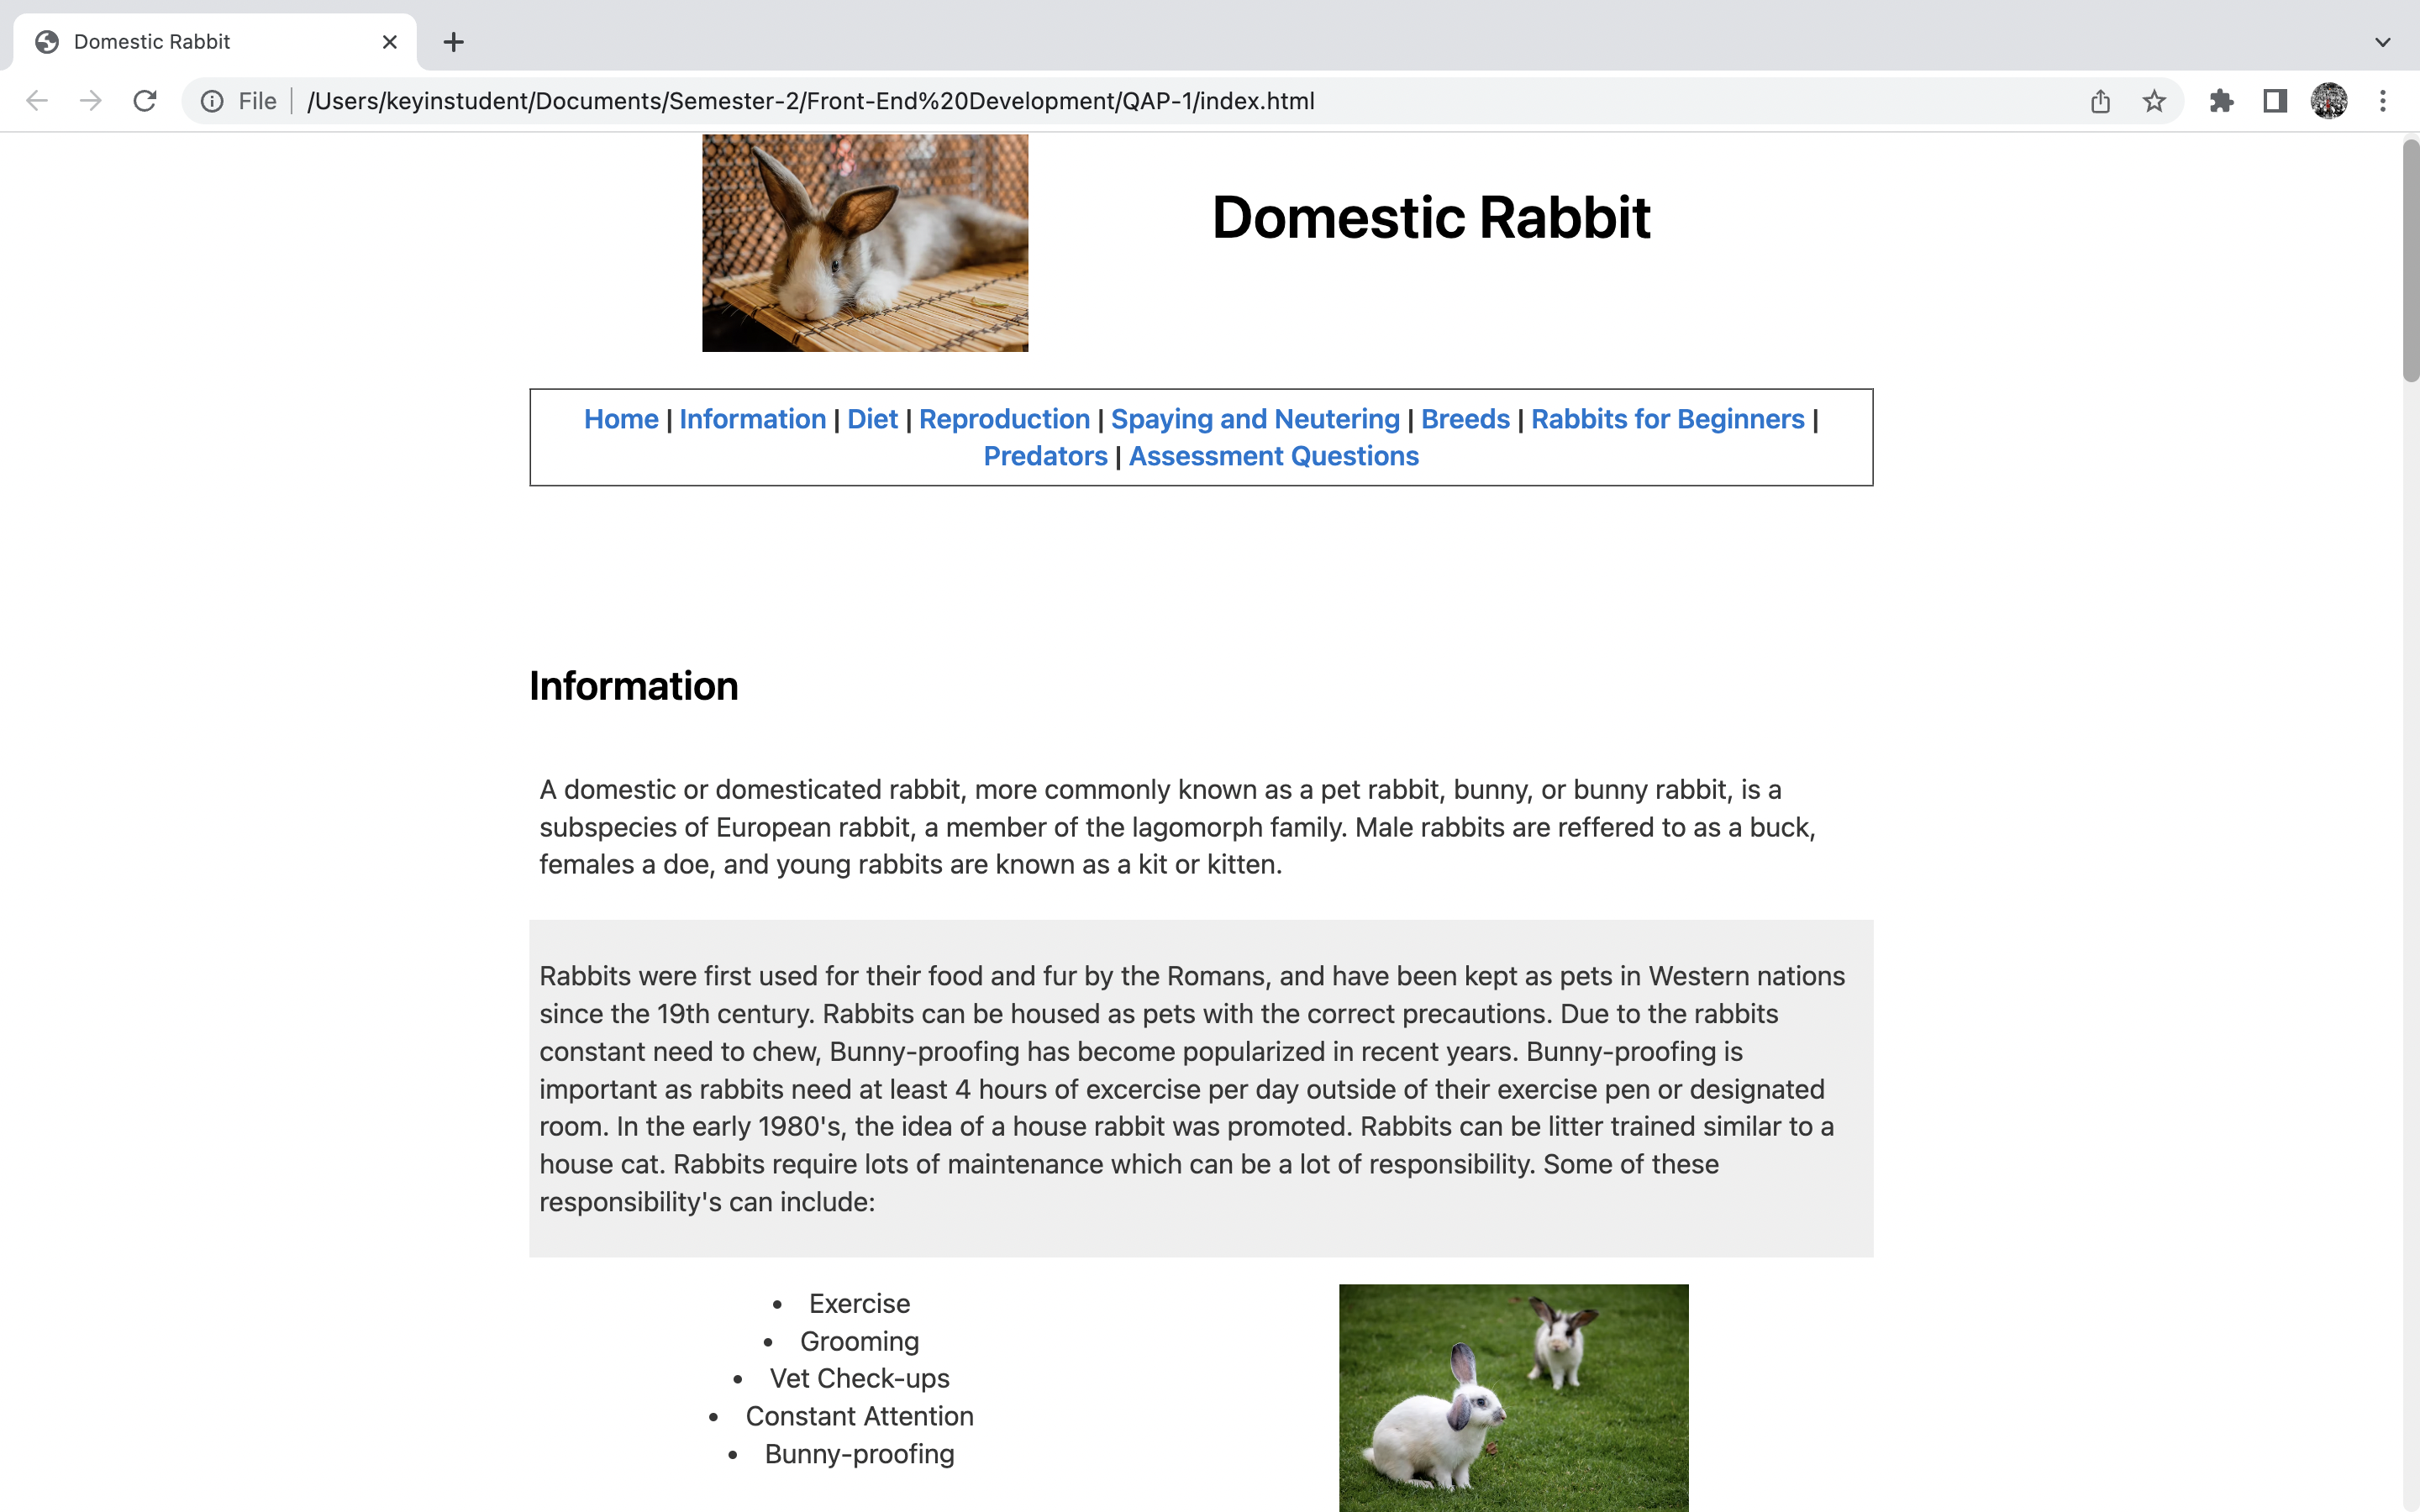 Domestic Rabbit
File /Users/keyinstudent/Documents/Semester-2/Front-End%20Development/QAP-1/index.html
Domestic Rabbit
Home | Information | Diet | Reproduction | Spaying and Neutering | Breeds | Rabbits for Beginners |
Predators | Assessment Questions
Information
A domestic or domesticated rabbit, more commonly known as a pet rabbit, bunny, or bunny rabbit, is a
subspecies of European rabbit, a member of the lagomorph family. Male rabbits are reffered to as a buck,
females a doe, and young rabbits are known as a kit or kitten.
Rabbits were first used for their food and fur by the Romans, and have been kept as pets in Western nations
since the 19th century. Rabbits can be housed as pets with the correct precautions. Due to the rabbits
constant need to chew, Bunny-proofing has become popularized in recent years. Bunny-proofing is
important as rabbits need at least 4 hours of excercise per day outside of their exercise pen or designated
room. In the early 1980's, the idea of a house rabbit was promoted. Rabbits can be litter trained similar to a
house cat. Rabbits require lots of maintenance which can be a lot of responsibility. Some of these
responsibility's can include:
• Exercise
• Grooming
• Vet Check-ups
• Constant Attention
• Bunny-proofing